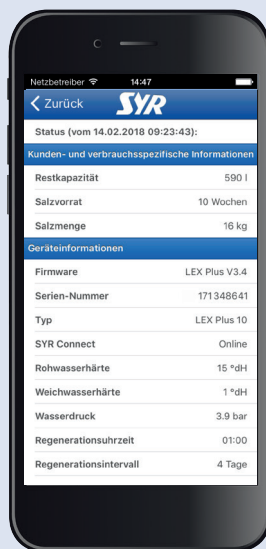 Netzbetreiber 14:47
Zurück SYR
Status (vom 14.02.2018 09:23:43):
Kunden- und verbrauchsspezifische Informationen
Restkapazität 590 l
Salzvorrat 10 Wochen
Salzmenge 16 kg
Geräteinformationen
Firmware LEX Plus V3.4
Serien-Nummer 171348641
Typ LEX Plus 10
SYR Connect Online
Rohwasserhärte 15 °dH
Weichwasserhärte 1 °dH
Wasserdruck 3.9 bar
Regenerationsuhrzeit 01:00
Regenerationsintervall 4 Tage